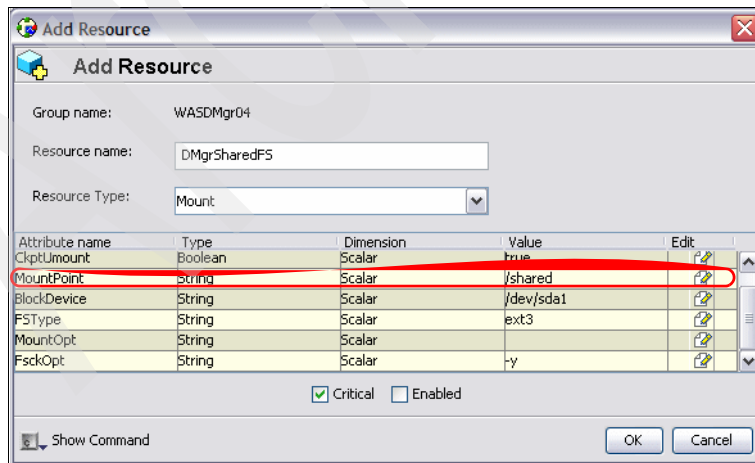 Add Resource
Add Resource
Group name: WASDMgr04
Resource name: DMgrSharedFS
Resource Type: Mount
Attribute name Type Dimension Value Edit
CkptUmount Boolean Scalar true
MountPoint String Scalar /shared
BlockDevice String Scalar /dev/sda1
FSType String Scalar ext3
MountOpt String Scalar
FsckOpt String Scalar -y
Critical Enabled
Show Command OK Cancel